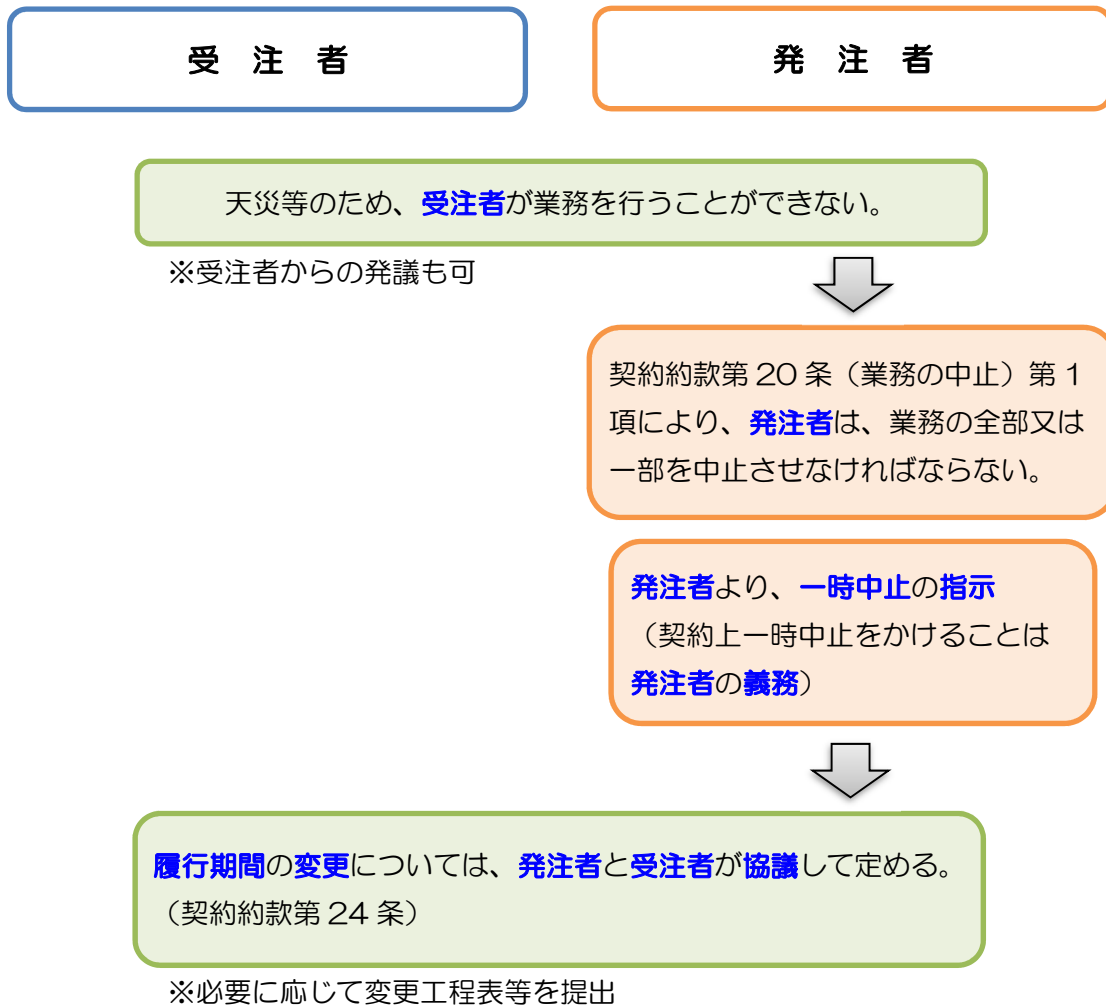 受 注 者
発 注 者
天災等のため、受注者が業務を行うことができない。
※受注者からの発議も可
契約約款第 20 条（業務の中止）第 1
項により、発注者は、業務の全部又は
一部を中止させなければならない。
発注者より、一時中止の指示
（契約上一時中止をかけることは
発注者の義務）
履行期間の変更については、発注者と受注者が協議して定める。
（契約約款第 24 条）
※必要に応じて変更工程表等を提出